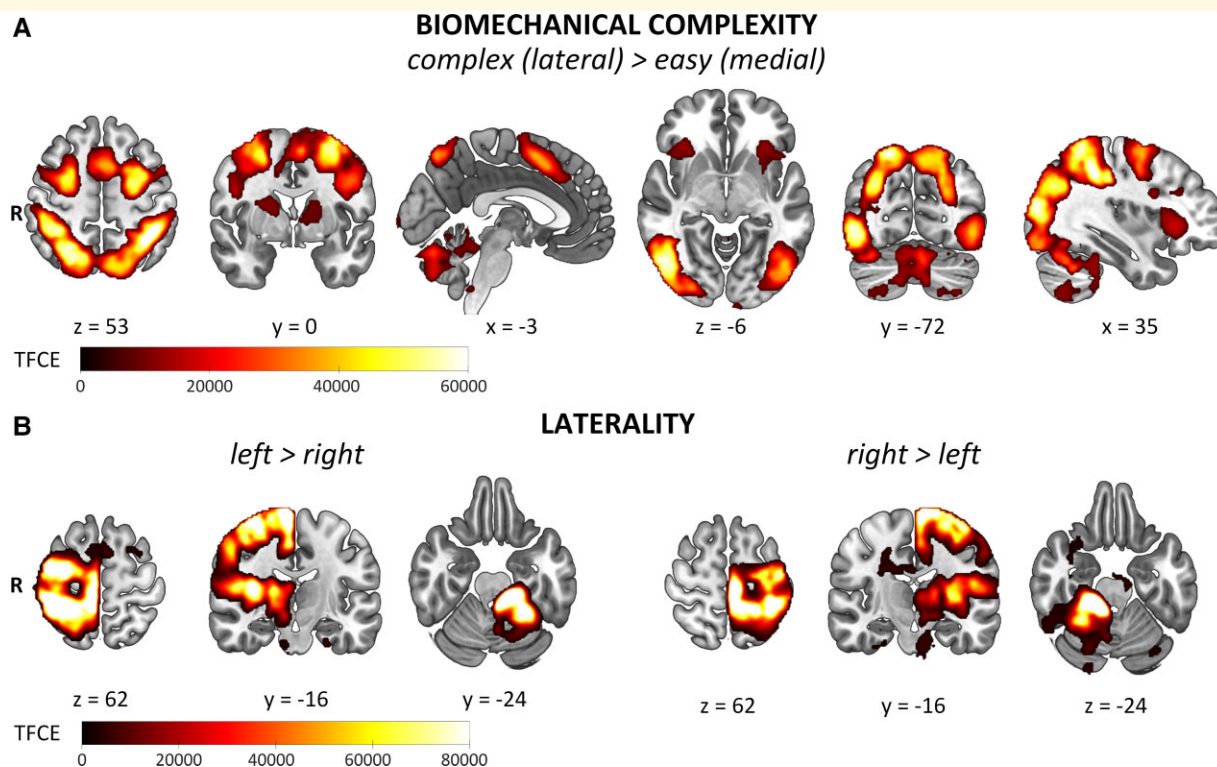 A
BIOMECHANICAL COMPLEXITY
complex (lateral) > easy (medial)
R
z = 53 y = 0 x = -3 z = -6 y = -72 x = 35
TFCE
0 20000 40000 60000
B
LATERALITY
left > right right > left
R
z = 62 y = -16 y = -24 z = 62 y = -16 z = -24
TFCE
0 20000 40000 60000 80000